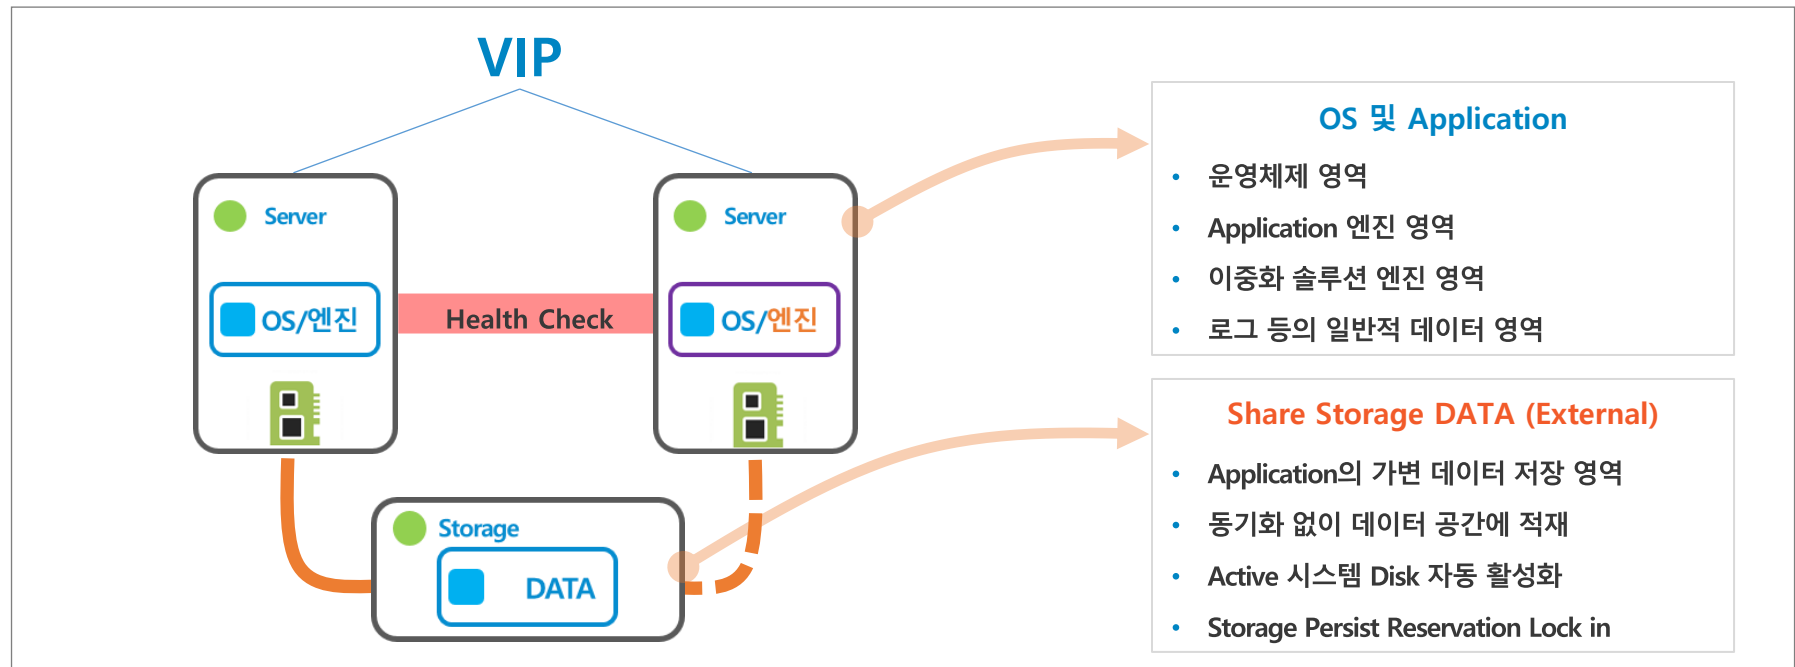 VIP
Server
OS/엔진
Health Check
Server
OS/엔진
Storage
DATA
OS 및 Application
• 운영체제 영역
• Application 엔진 영역
• 이중화 솔루션 엔진 영역
• 로그 등의 일반적 데이터 영역
Share Storage DATA (External)
• Application의 가변 데이터 저장 영역
• 동기화 없이 데이터 공간에 적재
• Active 시스템 Disk 자동 활성화
• Storage Persist Reservation Lock in